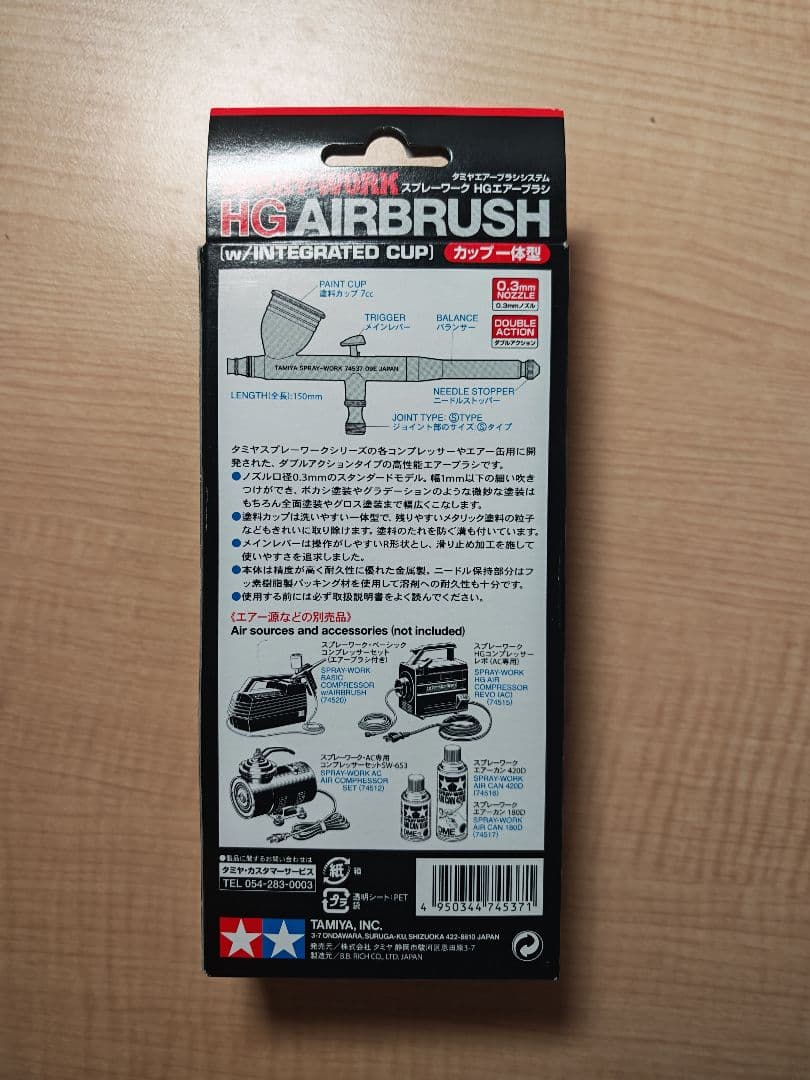 SPRAY-WORK
タミヤエアーブラシシステム
スプレーワーク HGエアーブラシ
HG AIRBRUSH
(w/INTEGRATED CUP) カップ一体型
PAINT CUP
塗料カップ 7cc
TRIGGER
メインレバー
BALANCE
バランサー
0.3mm
NOZZLE
0.3mmノズル
DOUBLE
ACTION
ダブルアクション
TAMIYA SPRAY-WORK 74537 09E JAPAN
LENGTH(全長):150mm
NEEDLE STOPPER
ニードルストッパー
JOINT TYPE: ⓈTYPE
ジョイント部のサイズ:Ⓢタイプ
タミヤスプレーワークシリーズの各コンプレッサーやエアー缶用に開
発された、ダブルアクションタイプの高性能エアーブラシです。
●ノズル口径0.3mmのスタンダードモデル。幅1mm以下の細い吹き
つけができ、ボカシ塗装やグラデーションのような微妙な塗装は
もちろん全面塗装やグロス塗装まで幅広くこなします。
●塗料カップは洗いやすい一体型で、残りやすいメタリック塗料の粒子
などもきれいに取り除けます。塗料のたれを防ぐ溝も付いています。
●メインレバーは操作がしやすいR形状とし、滑り止め加工を施して
使いやすさを追求しました。
●本体は精度が高く耐久性に優れた金属製。ニードル保持部分はフ
ッ素樹脂製パッキング材を使用して溶剤への耐久性も十分です。
●使用する前には必ず取扱説明書をよく読んでください。
《エアー源などの別売品》
Air sources and accessories (not included)
スプレーワーク・ベーシック
コンプレッサーセット
(エアーブラシ付き)
SPRAY-WORK
BASIC
COMPRESSOR
w/AIRBRUSH
(74520)
スプレーワーク
HGコンプレッサー
レボ(AC専用)
SPRAY-WORK
HG AIR
COMPRESSOR
REVO (AC)
(74515)
スプレーワーク・AC専用
コンプレッサーセットSW-653
SPRAY-WORK AC
AIR COMPRESSOR
SET (74512)
スプレーワーク
エアーカン 420D
SPRAY-WORK
AIR CAN 420D
(74516)
スプレーワーク
エアーカン 180D
SPRAY-WORK
AIR CAN 180D
(74517)
●製品に関するお問い合わせは
タミヤ・カスタマーサービス
TEL 054-283-0003
紙 箱
プラ 透明シート:PET
袋
4 950344 745371
TAMIYA, INC.
3-7 ONDAWARA, SURUGA-KU, SHIZUOKA 422-8610 JAPAN
発売元/株式会社 タミヤ 静岡市駿河区恩田原3-7
製造元/B.B. RICH CO., LTD. JAPAN